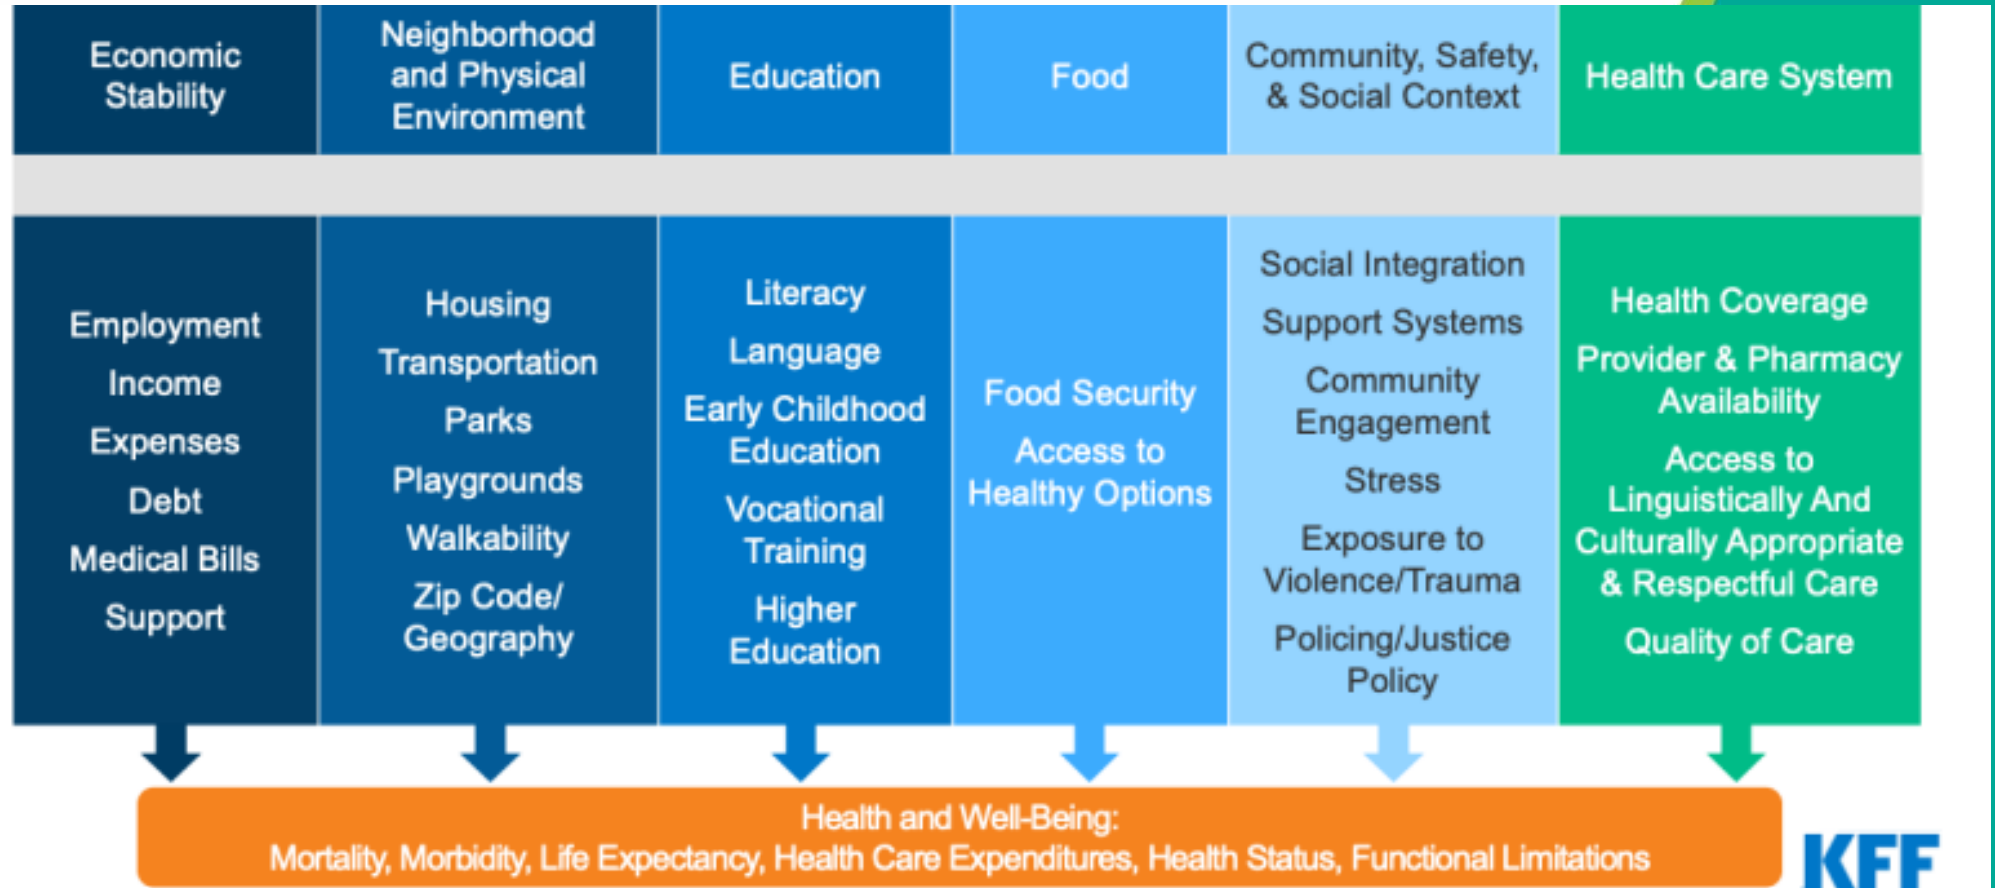 Economic
Stability
Neighborhood
and Physical
Environment
Education
Food
Community, Safety,
& Social Context
Health Care System
Employment
Income
Expenses
Debt
Medical Bills
Support
Housing
Transportation
Parks
Playgrounds
Walkability
Zip Code/
Geography
Literacy
Language
Early Childhood
Education
Vocational
Training
Higher
Education
Food Security
Access to
Healthy Options
Social Integration
Support Systems
Community
Engagement
Stress
Exposure to
Violence/Trauma
Policing/Justice
Policy
Health Coverage
Provider & Pharmacy
Availability
Access to
Linguistically And
Culturally Appropriate
& Respectful Care
Quality of Care
Health and Well-Being:
Mortality, Morbidity, Life Expectancy, Health Care Expenditures, Health Status, Functional Limitations
KFF